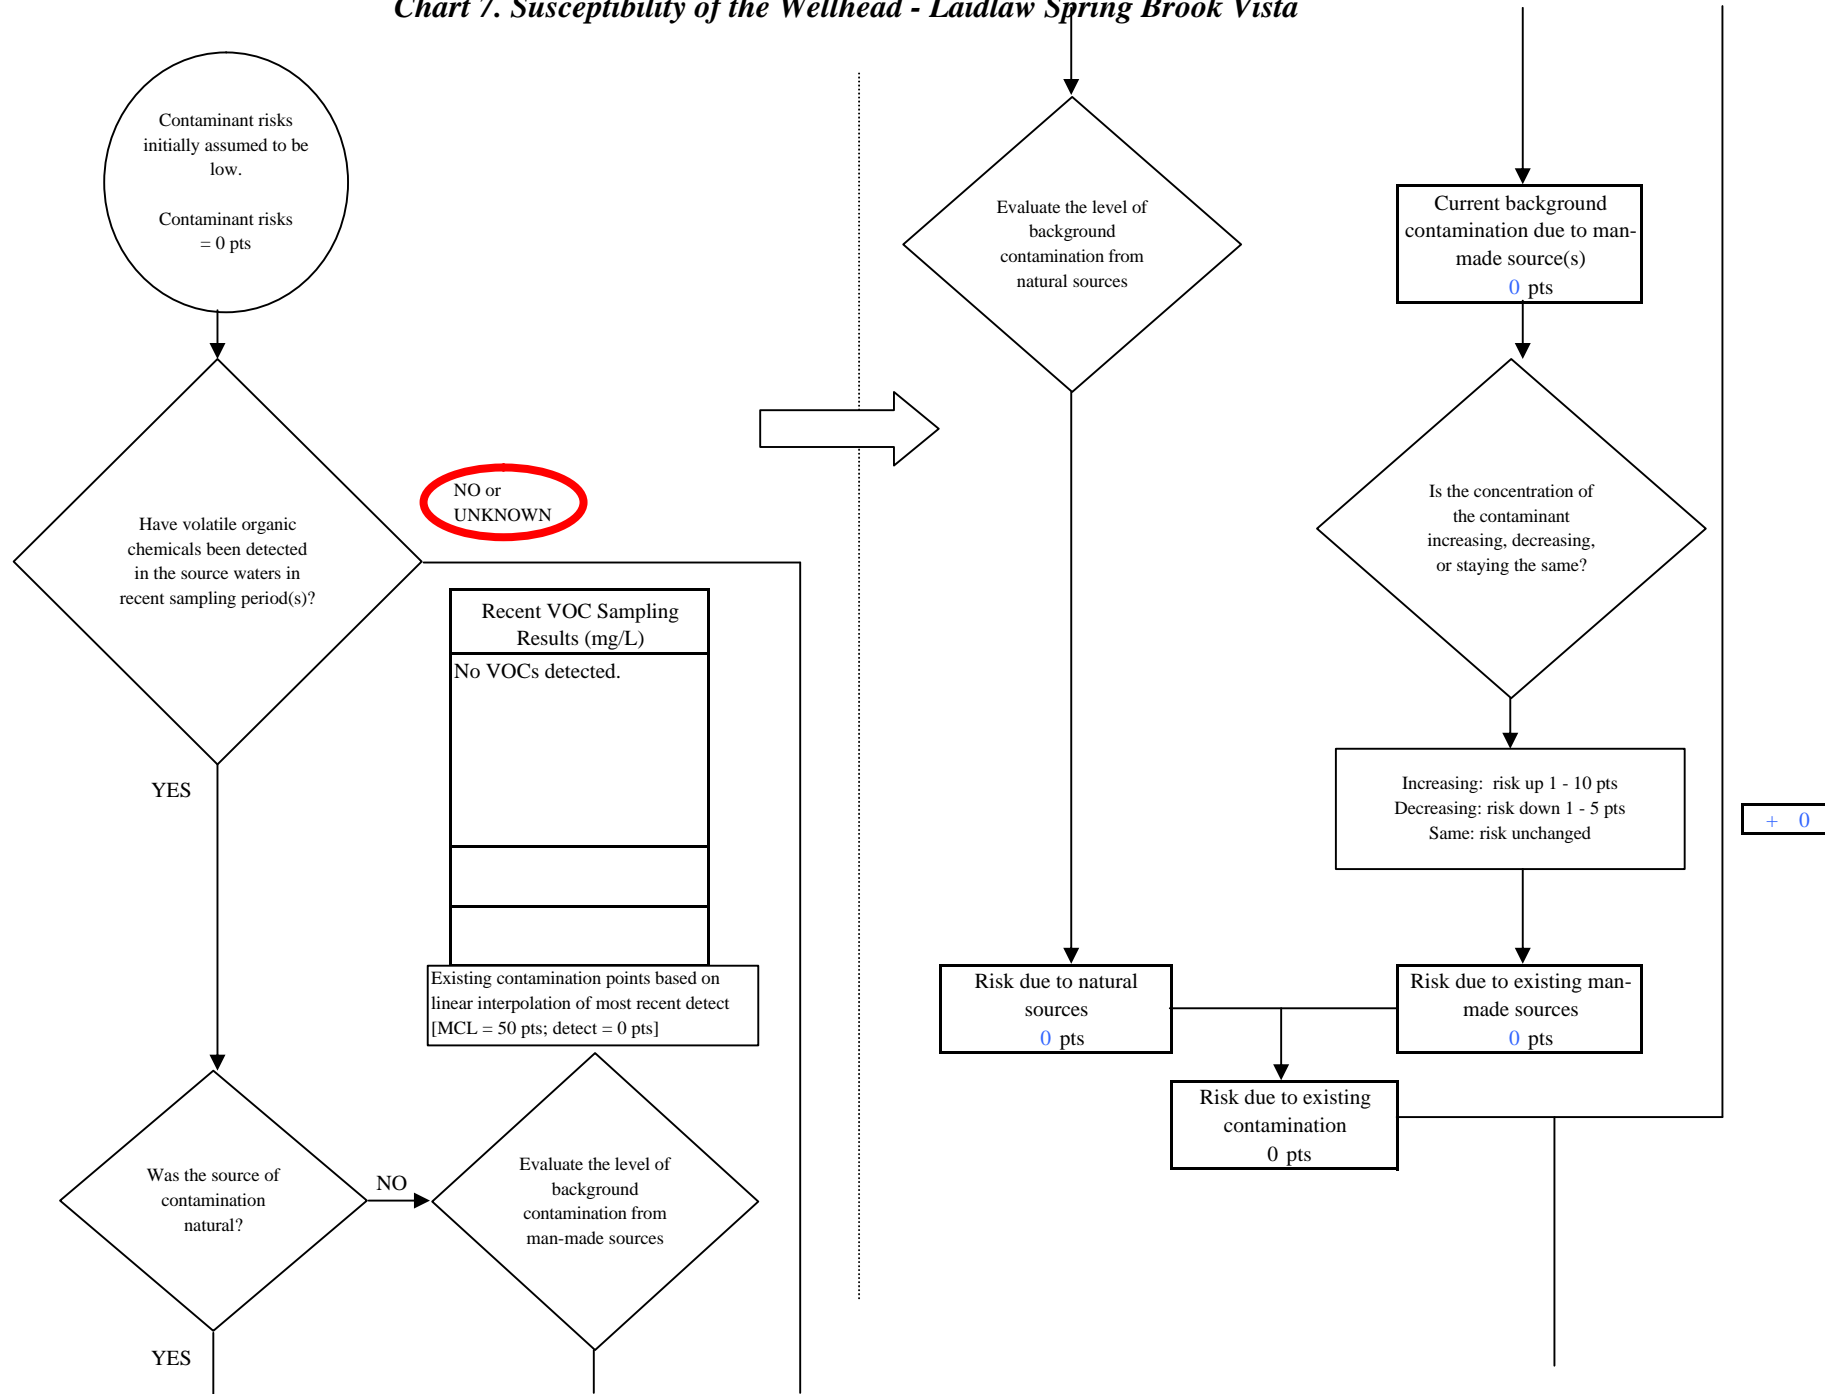 Chart 7. Susceptibility of the Wellhead - Laidlaw Spring Brook Vista
Contaminant risks
initially assumed to be
low.
Contaminant risks
= 0 pts
Have volatile organic
chemicals been detected
in the source waters in
recent sampling period(s)?
NO or
UNKNOWN
Recent VOC Sampling
Results (mg/L)
No VOCs detected.
YES
Existing contamination points based on
linear interpolation of most recent detect
[MCL = 50 pts; detect = 0 pts]
Was the source of
contamination
natural?
NO
Evaluate the level of
background
contamination from
man-made sources
YES
Evaluate the level of
background
contamination from
natural sources
Current background
contamination due to man-
made source(s)
0 pts
Is the concentration of
the contaminant
increasing, decreasing,
or staying the same?
Increasing: risk up 1 - 10 pts
Decreasing: risk down 1 - 5 pts
Same: risk unchanged
+ 0
Risk due to natural
sources
0 pts
Risk due to existing man-
made sources
0 pts
Risk due to existing
contamination
0 pts